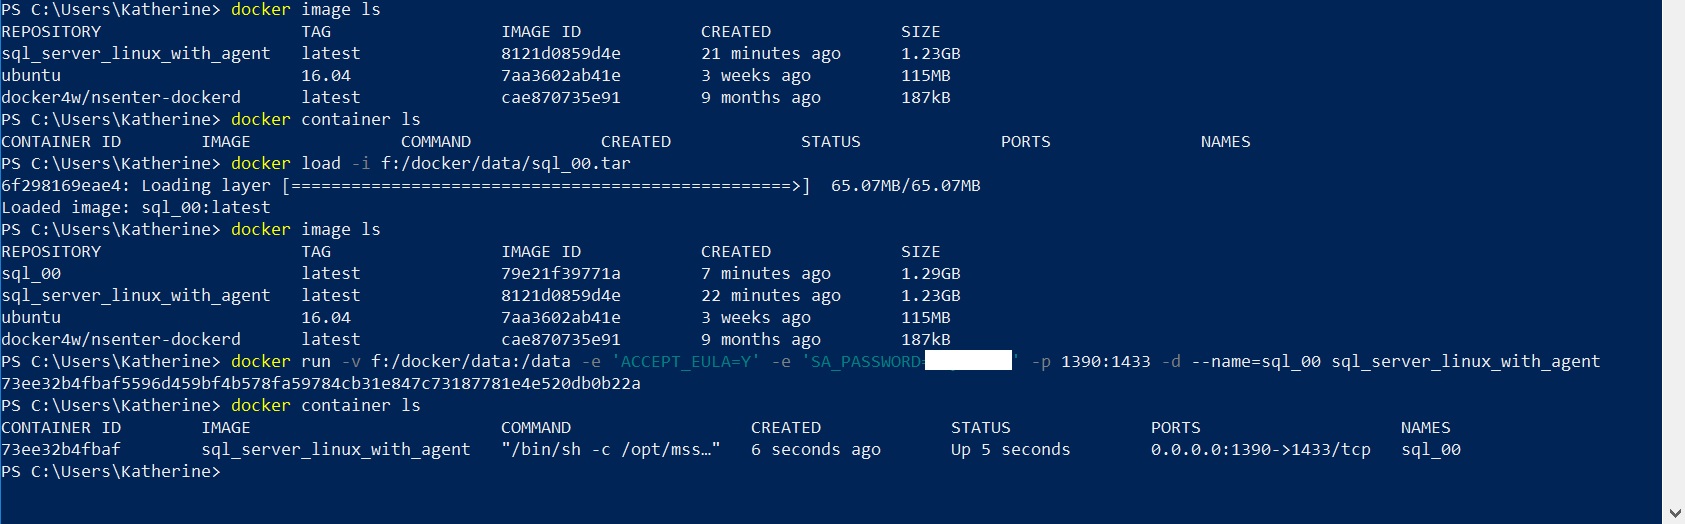 PS C:\Users\Katherine> docker image ls
REPOSITORY                    TAG                 IMAGE ID            CREATED             SIZE
sql_server_linux_with_agent   latest              8121d0859d4e        21 minutes ago      1.23GB
ubuntu                        16.04               7aa3602ab41e        3 weeks ago         115MB
docker4w/nsenter-dockerd      latest              cae870735e91        9 months ago        187kB
PS C:\Users\Katherine> docker container ls
CONTAINER ID        IMAGE               COMMAND             CREATED             STATUS              PORTS               NAMES
PS C:\Users\Katherine> docker load -i f:/docker/data/sql_00.tar
6f298169eae4: Loading layer [==================================================>]  65.07MB/65.07MB
Loaded image: sql_00:latest
PS C:\Users\Katherine> docker image ls
REPOSITORY                    TAG                 IMAGE ID            CREATED             SIZE
sql_00                        latest              79e21f39771a        7 minutes ago       1.29GB
sql_server_linux_with_agent   latest              8121d0859d4e        22 minutes ago      1.23GB
ubuntu                        16.04               7aa3602ab41e        3 weeks ago         115MB
docker4w/nsenter-dockerd      latest              cae870735e91        9 months ago        187kB
PS C:\Users\Katherine> docker run -v f:/docker/data:/data -e 'ACCEPT_EULA=Y' -e 'SA_PASSWORD=         ' -p 1390:1433 -d --name=sql_00 sql_server_linux_with_agent
73ee32b4fbaf5596d459bf4b578fa59784cb31e847c73187781e4e520db0b22a
PS C:\Users\Katherine> docker container ls
CONTAINER ID        IMAGE                         COMMAND                  CREATED             STATUS              PORTS                    NAMES
73ee32b4fbaf        sql_server_linux_with_agent   "/bin/sh -c /opt/mss…"   6 seconds ago       Up 5 seconds        0.0.0.0:1390->1433/tcp   sql_00
PS C:\Users\Katherine>